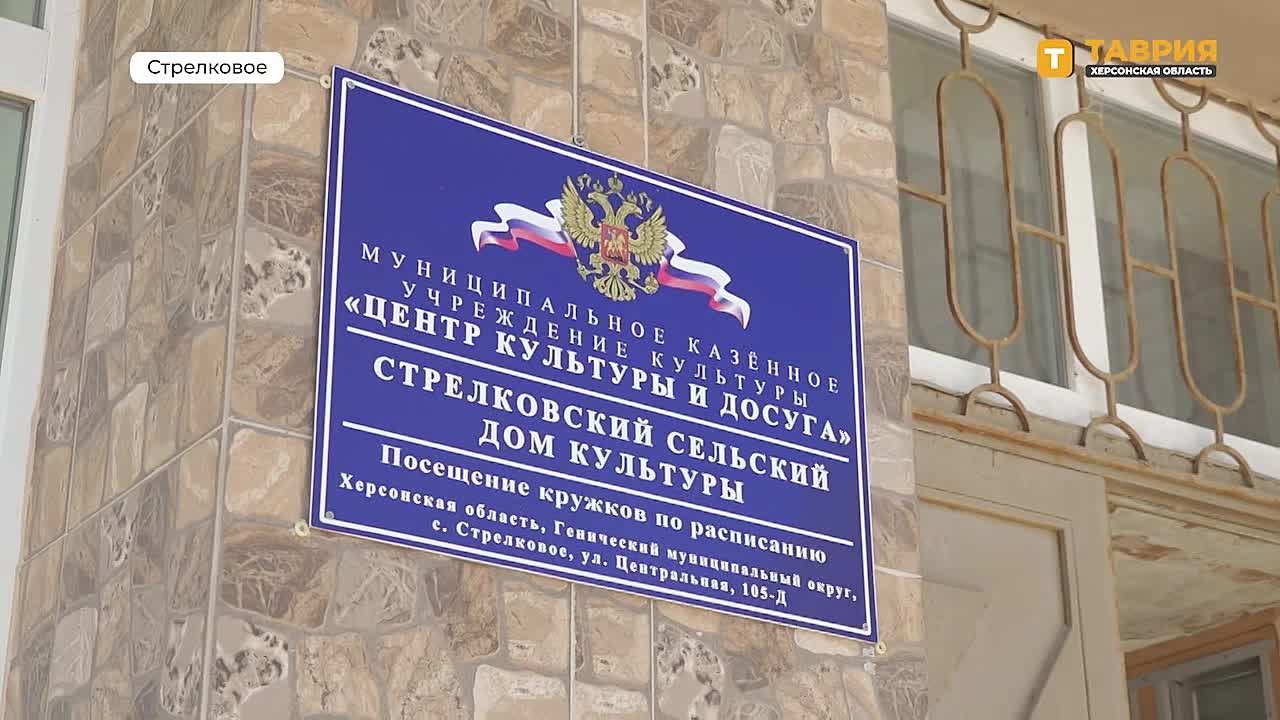 Стрелковое
Т ТАВРИЯ
ХЕРСОНСКАЯ ОБЛАСТЬ
МУНИЦИПАЛЬНОЕ КАЗЁННОЕ
УЧРЕЖДЕНИЕ КУЛЬТУРЫ
«ЦЕНТР КУЛЬТУРЫ И ДОСУГА»
СТРЕЛКОВСКИЙ СЕЛЬСКИЙ
ДОМ КУЛЬТУРЫ
Посещение кружков по расписанию
Херсонская область, Генический муниципальный округ,
с. Стрелковое, ул. Центральная, 105-Д